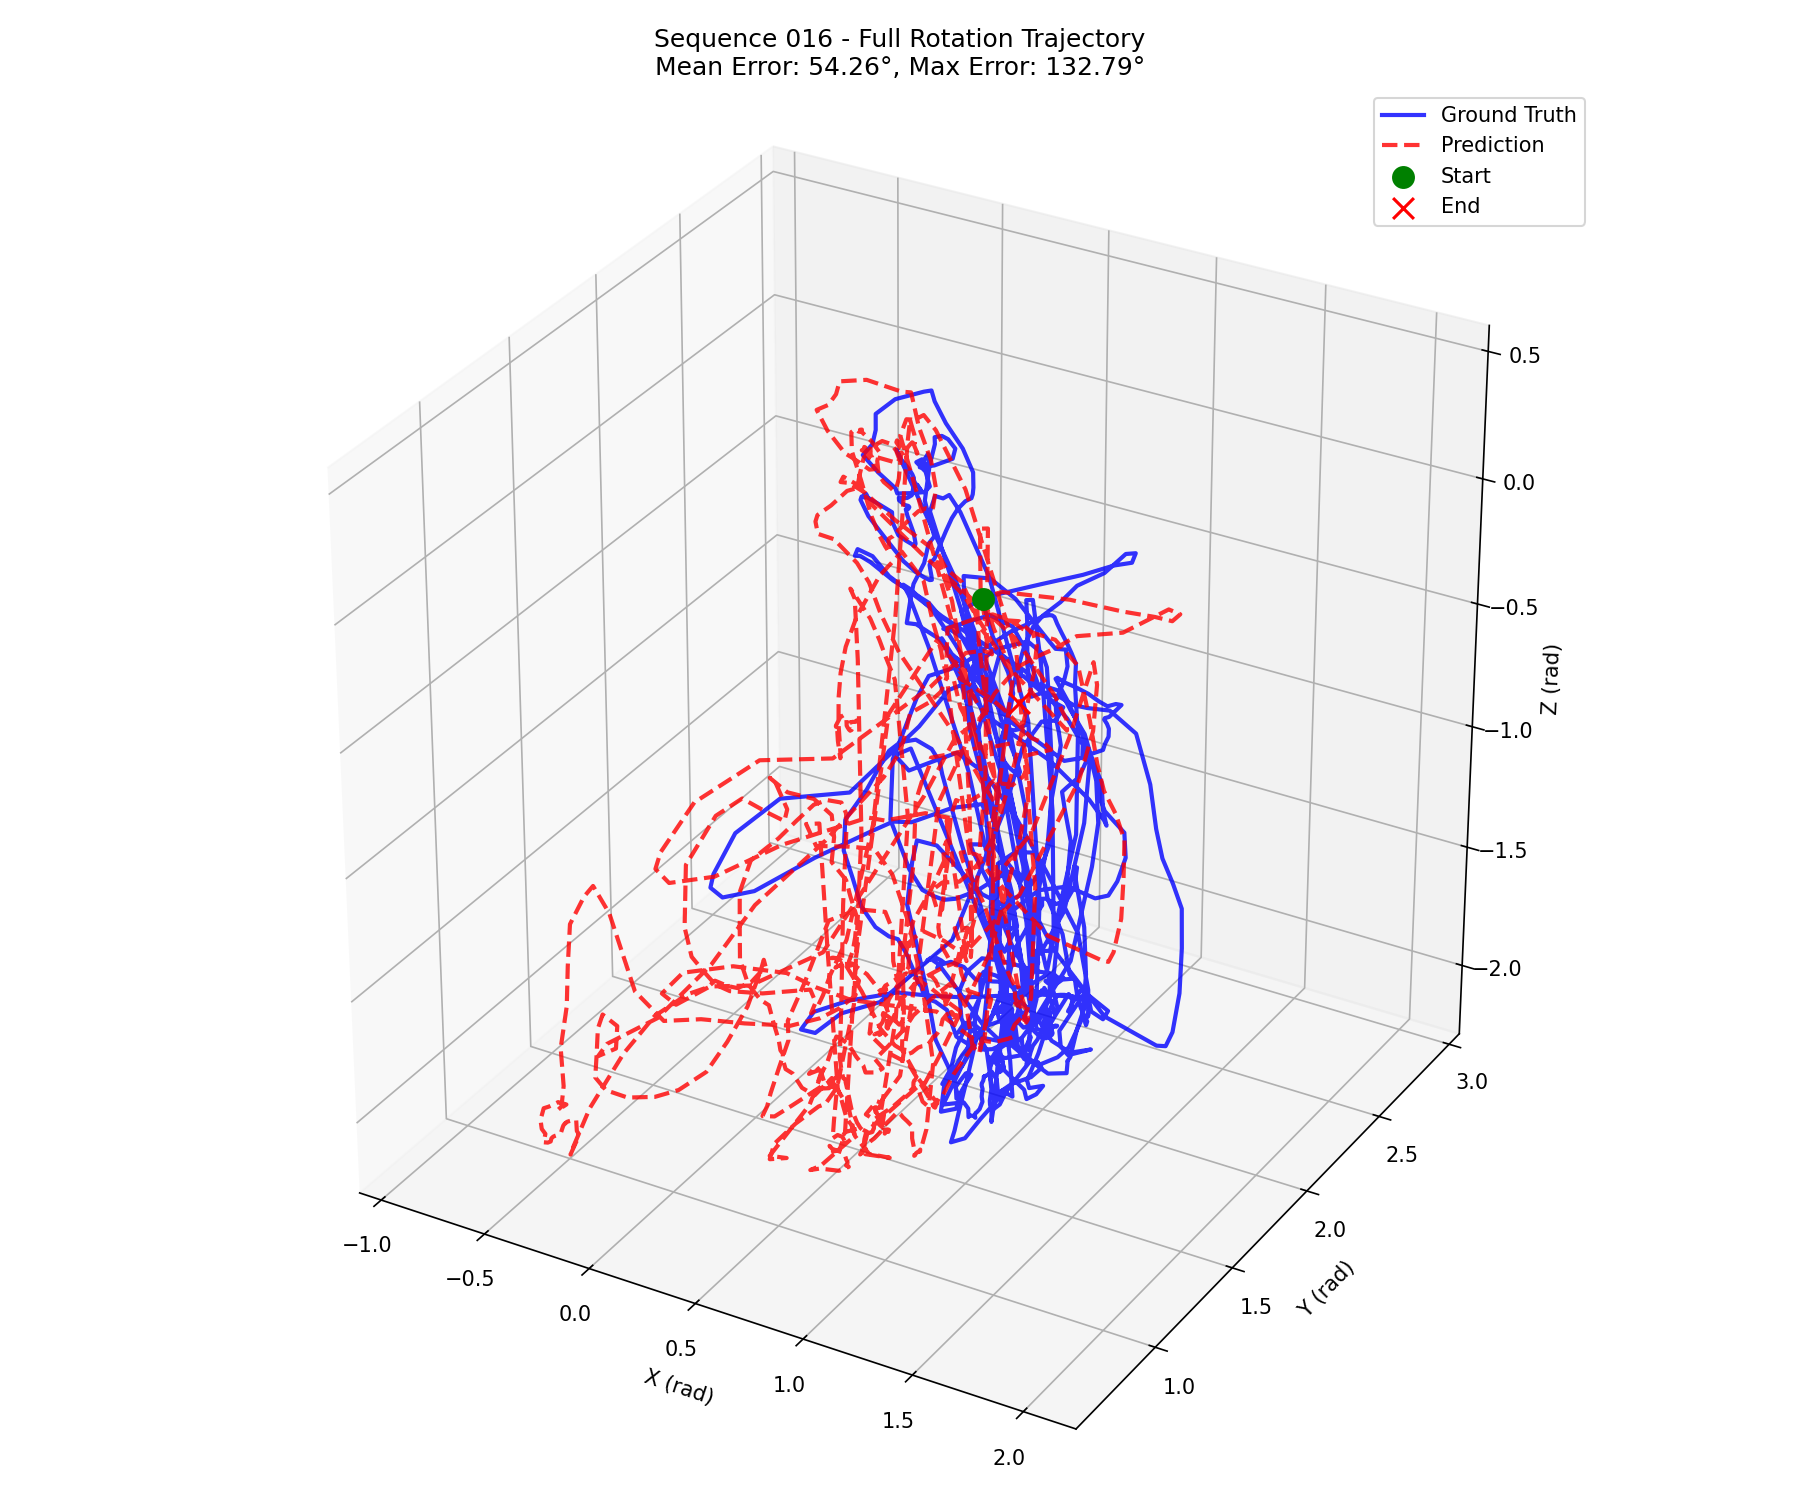 Sequence 016 - Full Rotation Trajectory
Mean Error: 54.26°, Max Error: 132.79°
Ground Truth
Prediction
Start
End
0.5
0.0
−0.5
−1.0
−1.5
−2.0
Z (rad)
3.0
2.5
2.0
1.5
1.0
Y (rad)
−1.0
−0.5
0.0
0.5
1.0
1.5
2.0
X (rad)